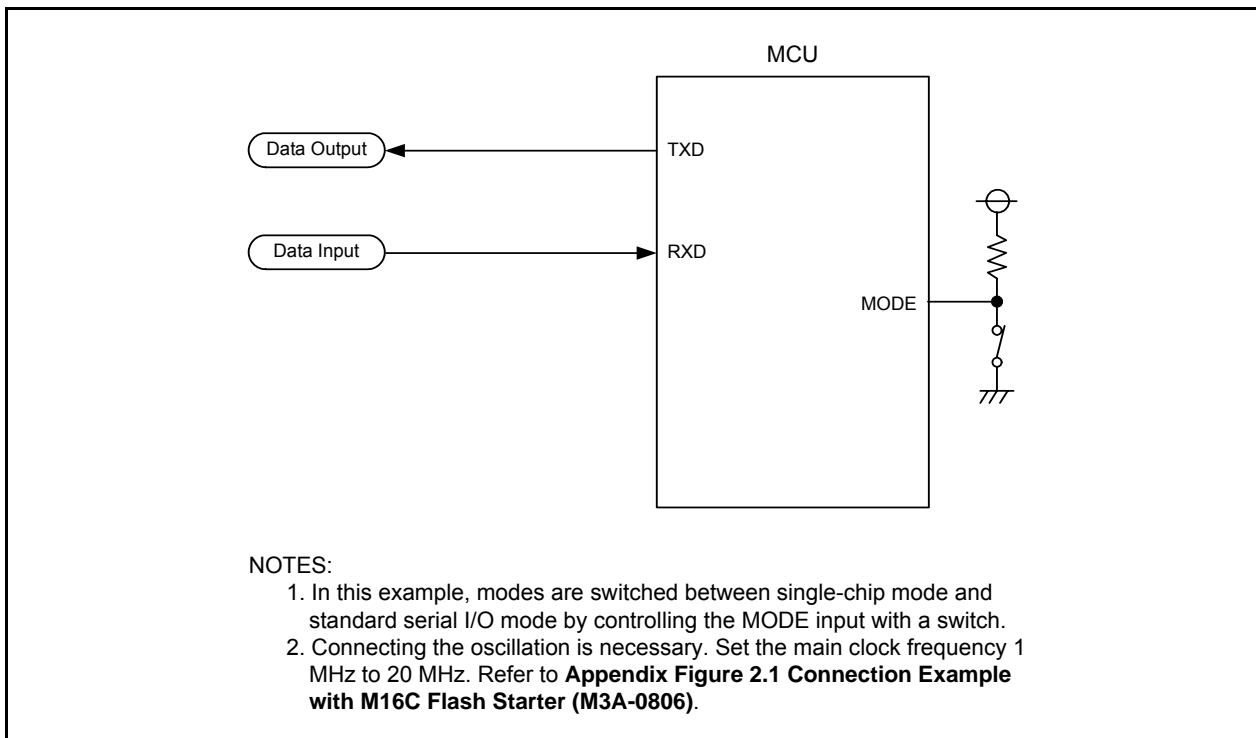 MCU
Data Output
TXD
Data Input
RXD
MODE
NOTES:
1. In this example, modes are switched between single-chip mode and
standard serial I/O mode by controlling the MODE input with a switch.
2. Connecting the oscillation is necessary. Set the main clock frequency 1
MHz to 20 MHz. Refer to Appendix Figure 2.1 Connection Example
with M16C Flash Starter (M3A-0806).